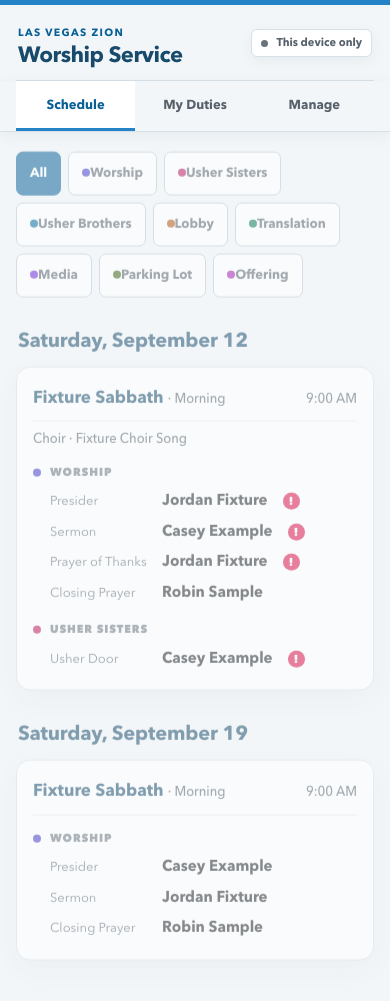 LAS VEGAS ZION
Worship Service
This device only
Schedule My Duties Manage
All Worship Usher Sisters
Usher Brothers Lobby Translation
Media Parking Lot Offering
Saturday, September 12
Fixture Sabbath · Morning 9:00 AM
Choir · Fixture Choir Song
WORSHIP
Presider Jordan Fixture !
Sermon Casey Example !
Prayer of Thanks Jordan Fixture !
Closing Prayer Robin Sample
USHER SISTERS
Usher Door Casey Example !
Saturday, September 19
Fixture Sabbath · Morning 9:00 AM
WORSHIP
Presider Casey Example
Sermon Jordan Fixture
Closing Prayer Robin Sample